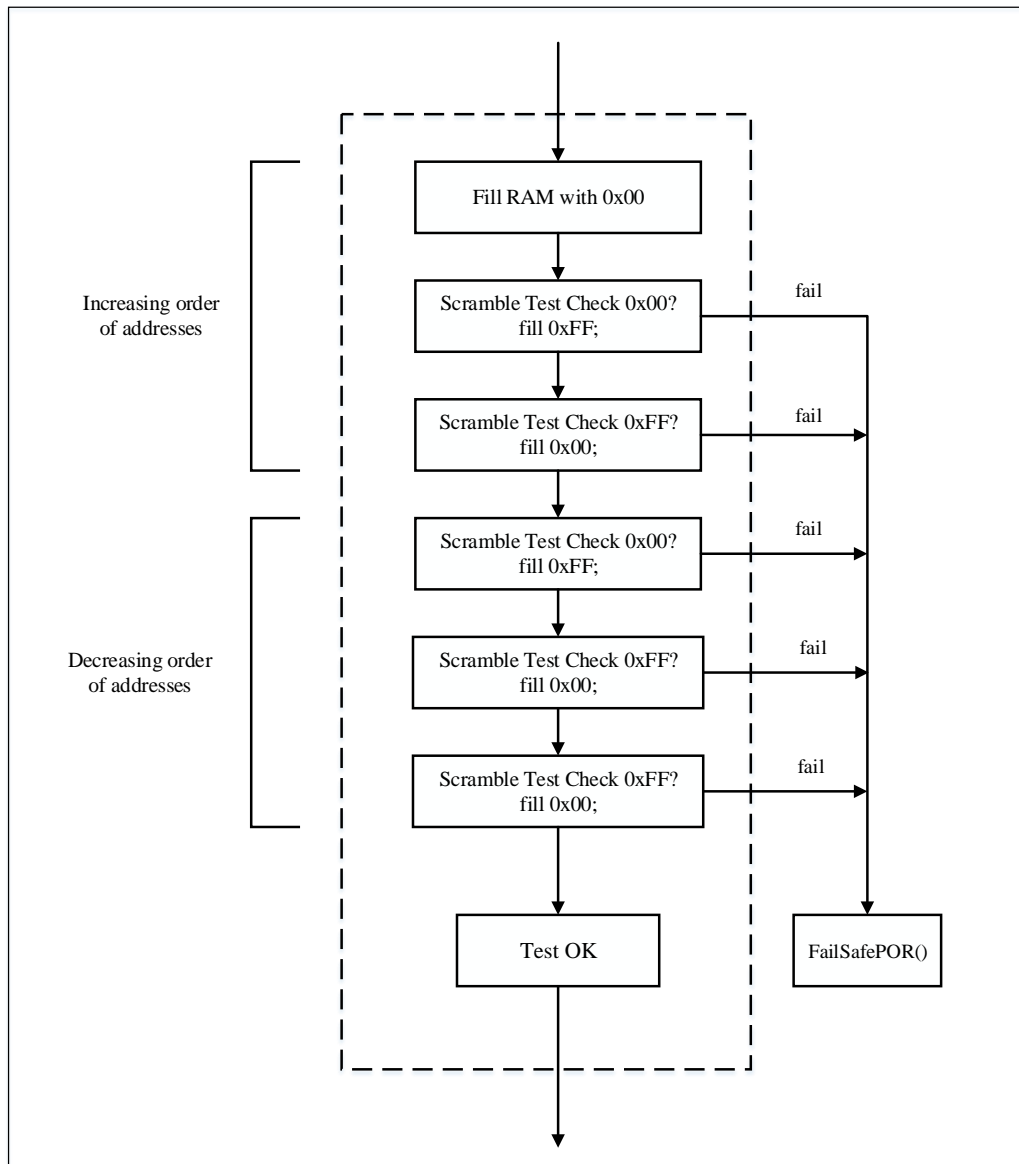 Fill RAM with 0x00
Increasing order
of addresses
Scramble Test Check 0x00?
fill 0xFF;
fail
Scramble Test Check 0xFF?
fill 0x00;
fail
Scramble Test Check 0x00?
fill 0xFF;
fail
Decreasing order
of addresses
Scramble Test Check 0xFF?
fill 0x00;
fail
Scramble Test Check 0xFF?
fill 0x00;
fail
Test OK
FailSafePOR()